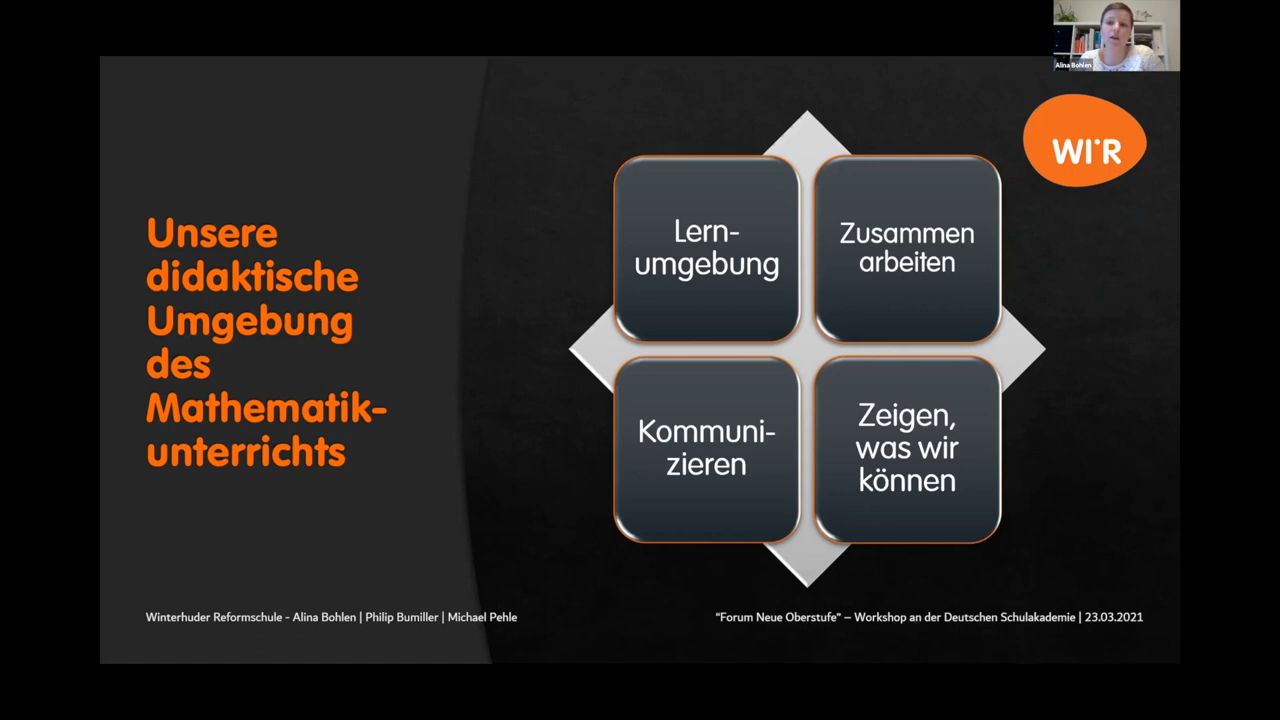 Alina Bohlen
WI'R
Unsere
didaktische
Umgebung
des
Mathematik-
unterrichts
Lern-
umgebung
Zusammen
arbeiten
Kommuni-
zieren
Zeigen,
was wir
können
Winterhuder Reformschule - Alina Bohlen | Philip Bumiller | Michael Pehle
"Forum Neue Oberstufe" – Workshop an der Deutschen Schulakademie | 23.03.2021